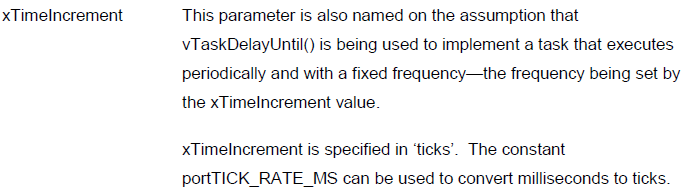 xTimeIncrement This parameter is also named on the assumption that
vTaskDelayUntil() is being used to implement a task that executes
periodically and with a fixed frequency—the frequency being set by
the xTimeIncrement value.
xTimeIncrement is specified in ‘ticks’. The constant
portTICK_RATE_MS can be used to convert milliseconds to ticks.